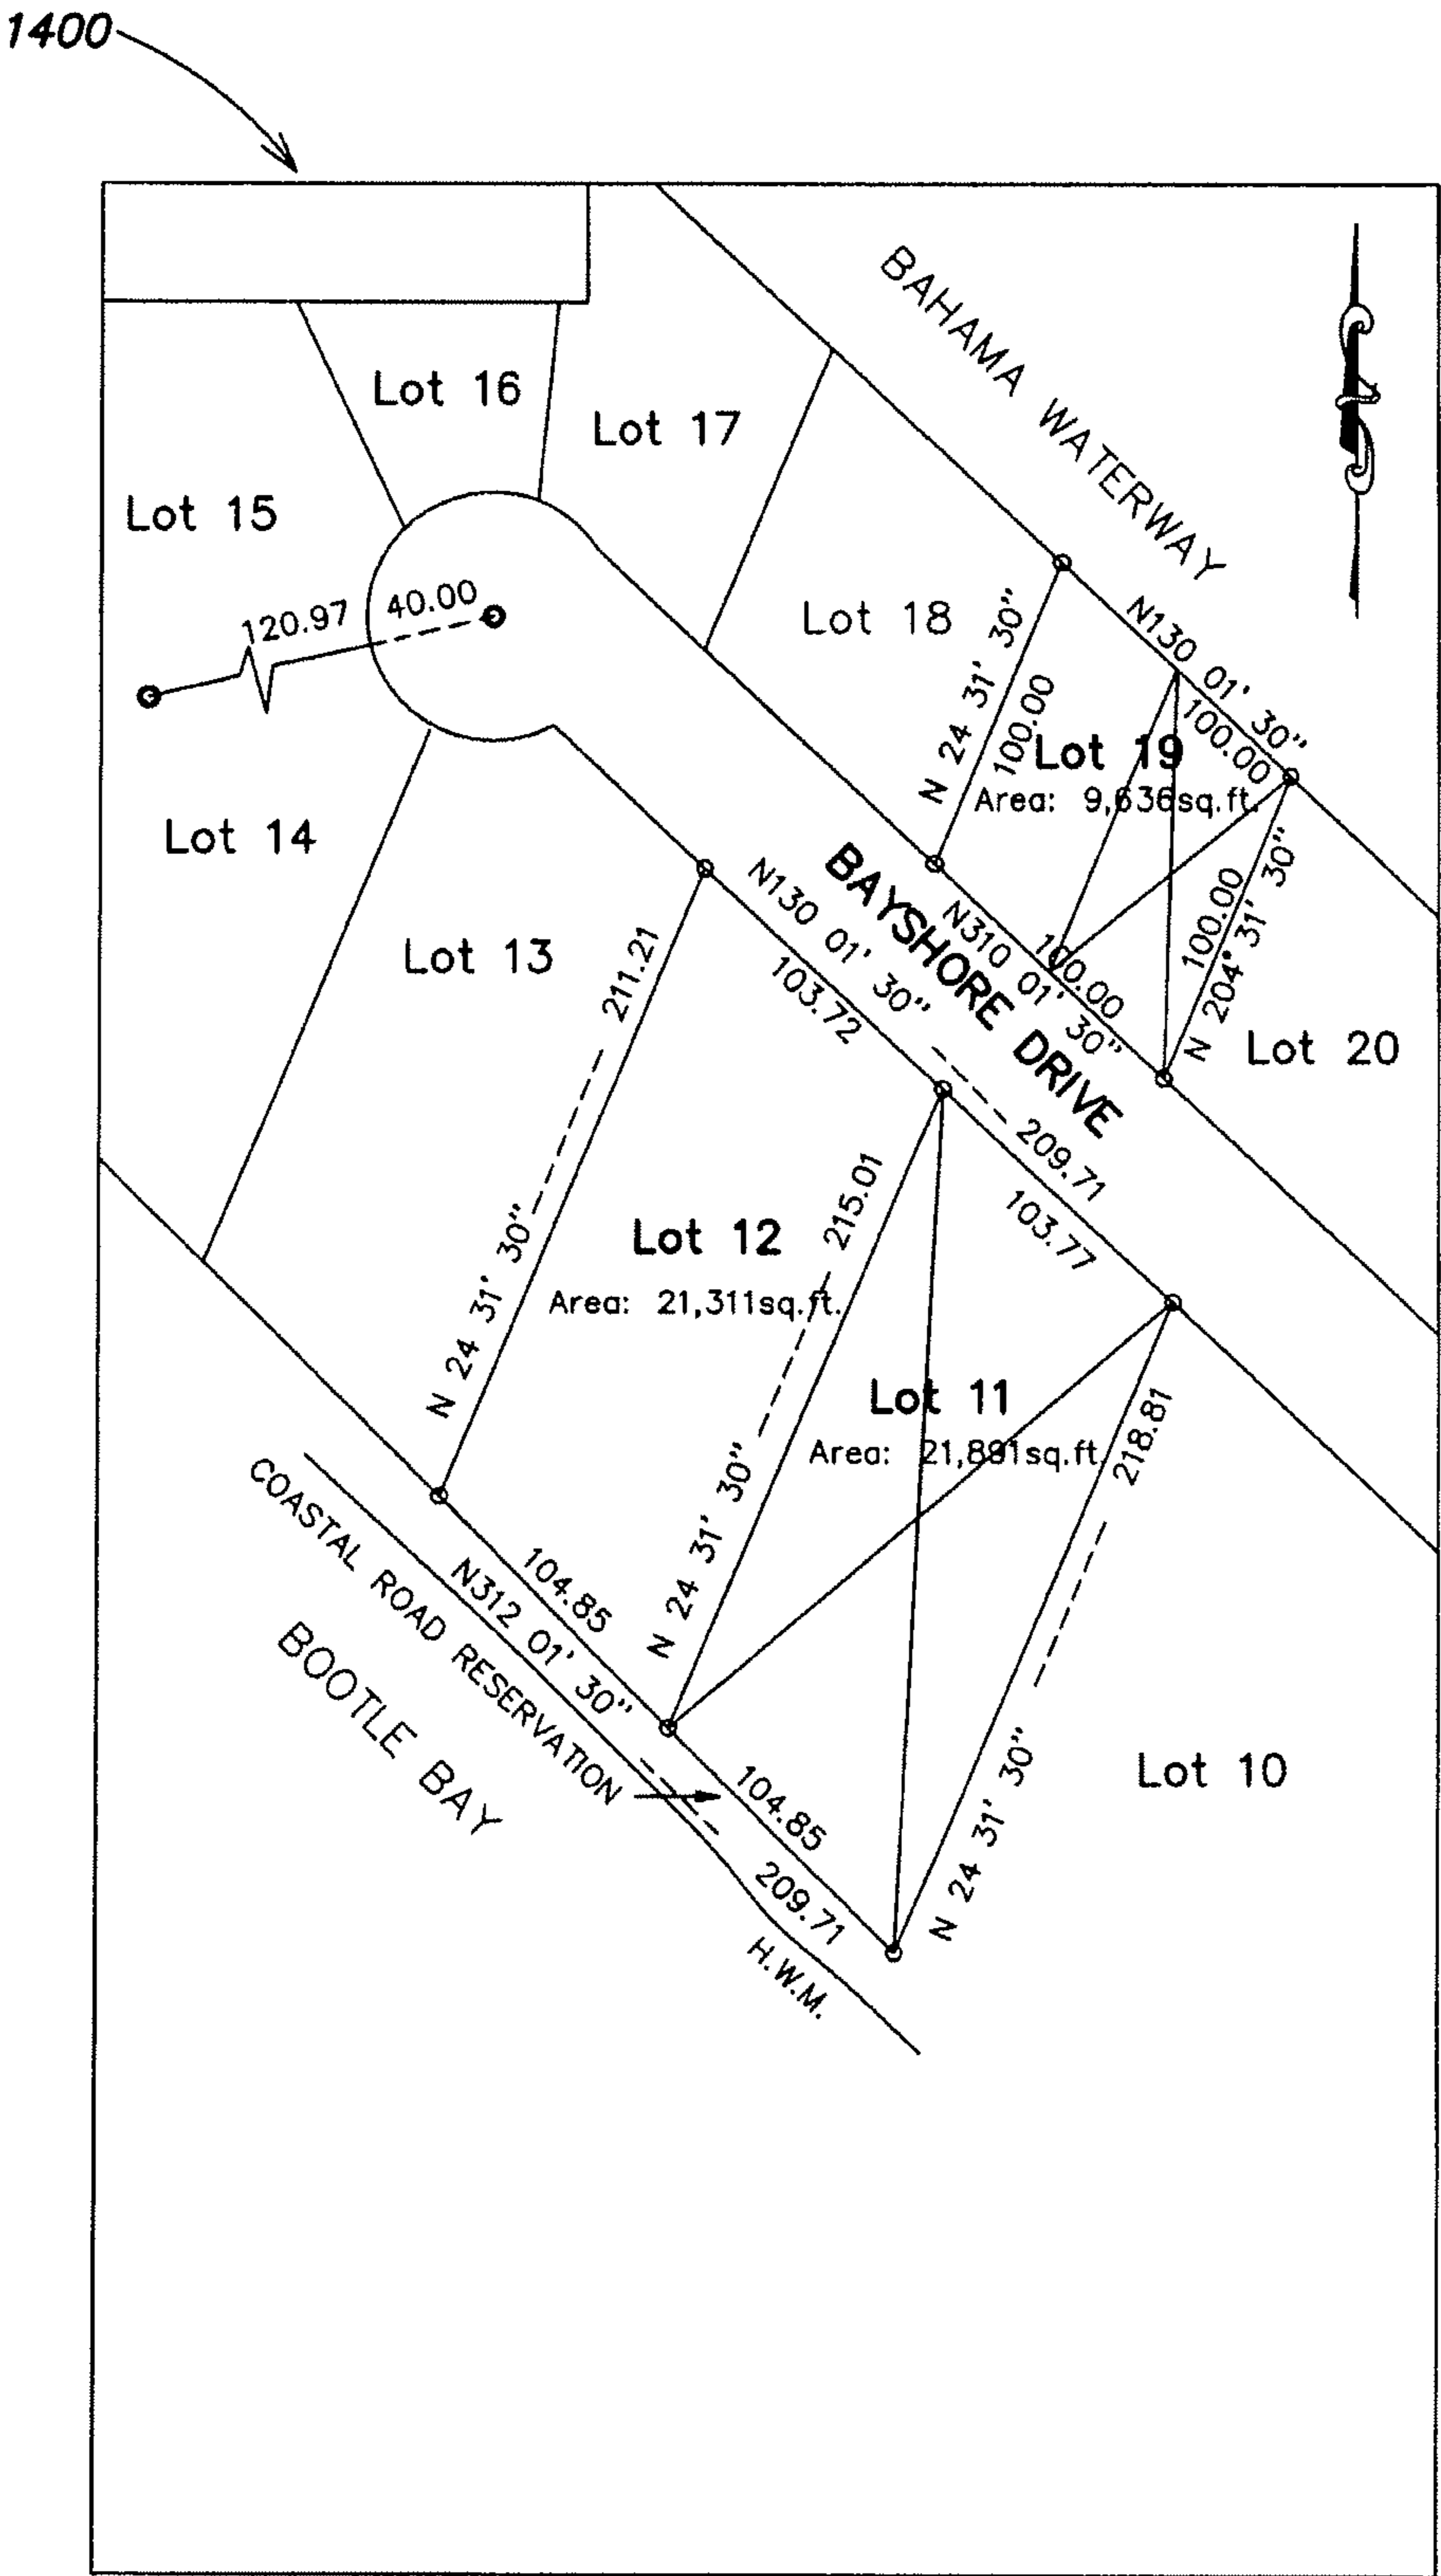 1400
BAHAMA WATERWAY
Lot 16
Lot 17
Lot 15
120.97
40.00
Lot 18
N 24 31' 30"
100.00
N130 01' 30"
100.00
Lot 19
Area: 9,636sq.ft.
Lot 14
BAYSHORE DRIVE
N310 01' 30"
100.00
100.00
N 204° 31' 30"
Lot 20
Lot 13
N130 01' 30"
103.72
209.71
103.77
N 24 31' 30"
211.21
Lot 12
Area: 21,311sq.ft.
N 24 31' 30"
215.01
Lot 11
Area: 21,891sq.ft.
N 24 31' 30"
218.81
COASTAL ROAD RESERVATION
N312 01' 30"
104.85
BOOTLE BAY
104.85
209.71
H.W.M.
Lot 10